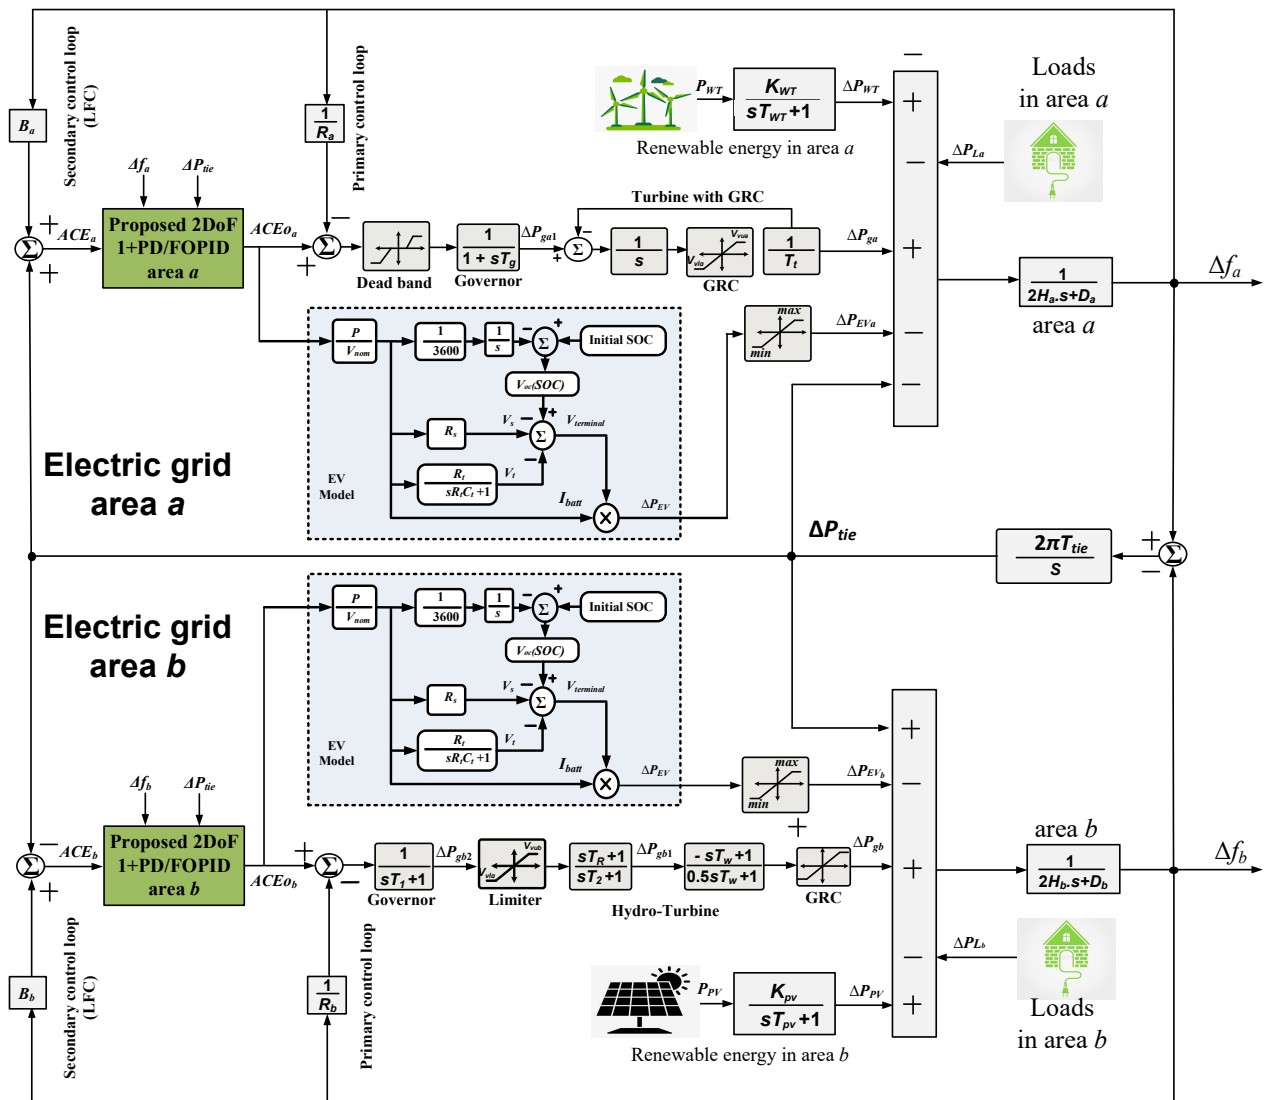 Secondary control loop
(LFC)
B_a
1
R_a
Primary control loop
Δf_a
ΔP_tie
ACE_a
Σ
Proposed 2DoF
1+PD/FOPID
area a
ACEo_a
Σ
Dead band
1
1 + sT_g
Governor
ΔP_ga1
Σ
Turbine with GRC
1
s
V_vua
V_vla
GRC
1
T_t
ΔP_ga
P_WT
K_WT
sT_WT+1
ΔP_WT
Renewable energy in area a
Loads
in area a
ΔP_La
1
2H_a.s+D_a
area a
Δf_a
P
V_nom
1
3600
1
s
Σ
Initial SOC
V_oc(SOC)
R_s
V_s
Σ
V_terminal
R_t
sR_tC_t+1
V_t
EV
Model
I_batt
X
ΔP_EV
max
min
ΔP_EVa
Electric grid
area a
ΔP_tie
2πT_tie
s
Σ
Electric grid
area b
P
V_nom
1
3600
1
s
Σ
Initial SOC
V_oc(SOC)
R_s
V_s
Σ
V_terminal
R_t
sR_tC_t+1
V_t
EV
Model
I_batt
X
ΔP_EV
max
min
ΔP_EVb
Δf_b
ΔP_tie
Σ
ACE_b
Proposed 2DoF
1+PD/FOPID
area b
ACEo_b
Σ
1
sT_1+1
Governor
ΔP_gb2
V_vub
V_vla
Limiter
sT_R+1
sT_2+1
ΔP_gb1
- sT_w+1
0.5sT_w+1
Hydro-Turbine
GRC
ΔP_gb
area b
1
2H_b.s+D_b
Δf_b
ΔP_Lb
Loads
in area b
B_b
Secondary control loop
(LFC)
1
R_b
Primary control loop
P_PV
K_pv
sT_pv+1
ΔP_PV
Renewable energy in area b